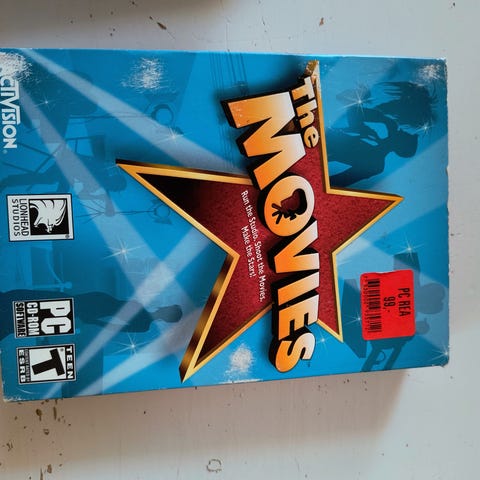 The
MOVIES
Run the Studio. Shoot the Movies.
Make the Stars!
PC REA
99.-
ACTIVISION.
LIONHEAD
STUDIOS
PC
CD-ROM
SOFTWARE
TEEN
T
ESRB